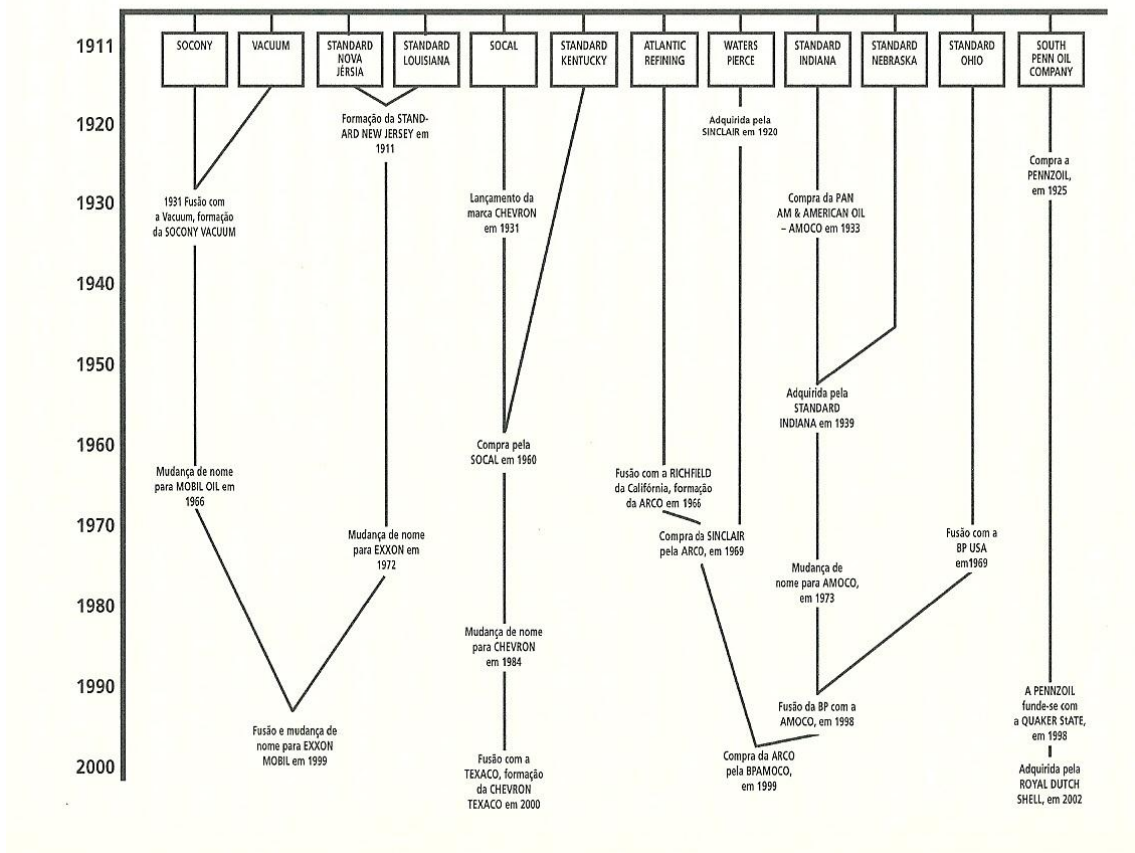 1911
1920
1930
1940
1950
1960
1970
1980
1990
2000
SOCONY
VACUUM
STANDARD
NOVA
JÉRSIA
STANDARD
LOUISIANA
SOCAL
STANDARD
KENTUCKY
ATLANTIC
REFINING
WATERS
PIERCE
STANDARD
INDIANA
STANDARD
NEBRASKA
STANDARD
OHIO
SOUTH
PENN OIL
COMPANY
1931 Fusão com
a Vacuum, formação
da SOCONY VACUUM
Mudança de nome
para MOBIL OIL em
1966
Formação da STAND-
ARD NEW JERSEY em
1911
Mudança de nome
para EXXON em
1972
Fusão e mudança de
nome para EXXON
MOBIL em 1999
Lançamento da
marca CHEVRON
em 1931
Compra pela
SOCAL em 1960
Mudança de nome
para CHEVRON
em 1984
Fusão com a
TEXACO, formação
da CHEVRON
TEXACO em 2000
Fusão com a RICHFIELD
da Califórnia, formação
da ARCO em 1966
Adquirida pela
SINCLAIR em 1920
Compra da SINCLAIR
pela ARCO, em 1969
Compra da PAN
AM & AMERICAN OIL
– AMOCO em 1933
Adquirida pela
STANDARD
INDIANA em 1939
Mudança de
nome para AMOCO,
em 1973
Fusão com a
BP USA
em1969
Fusão da BP com a
AMOCO, em 1998
Compra da ARCO
pela BPAMOCO,
em 1999
Compra a
PENNZOIL,
em 1925
A PENNZOIL
funde-se com
a QUAKER StATE,
em 1998
Adquirida pela
ROYAL DUTCH
SHELL, em 2002